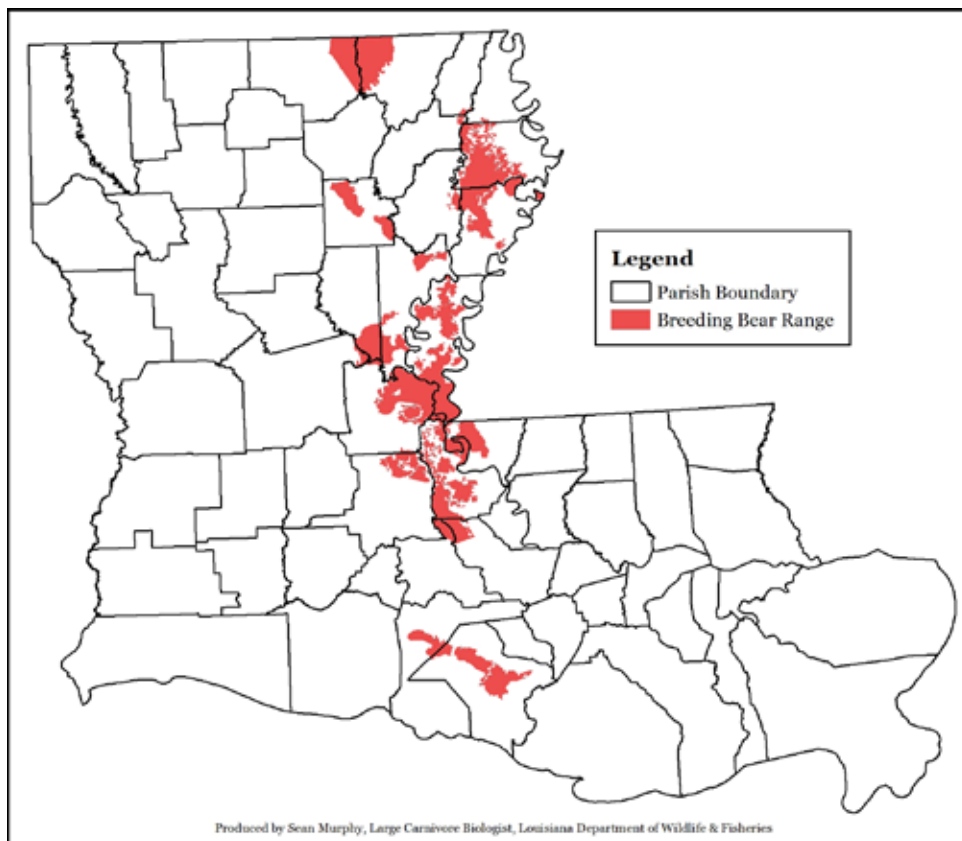 Legend
Parish Boundary
Breeding Bear Range
Produced by Sean Murphy, Large Carnivore Biologist, Louisiana Department of Wildlife & Fisheries